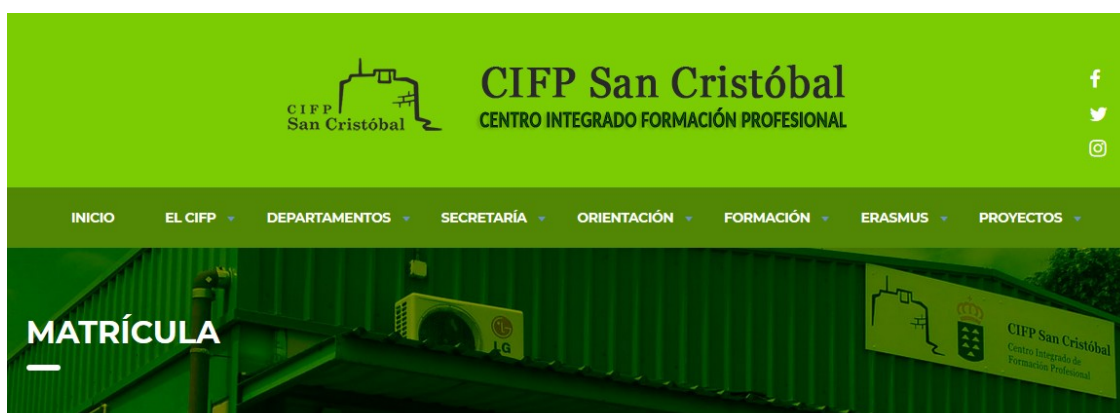 CIFP
San Cristóbal
CIFP San Cristóbal
CENTRO INTEGRADO FORMACIÓN PROFESIONAL
INICIO EL CIFP DEPARTAMENTOS SECRETARÍA ORIENTACIÓN FORMACIÓN ERASMUS PROYECTOS
MATRÍCULA
LG
CIFP San Cristóbal
Centro Integrado de
Formación Profesional